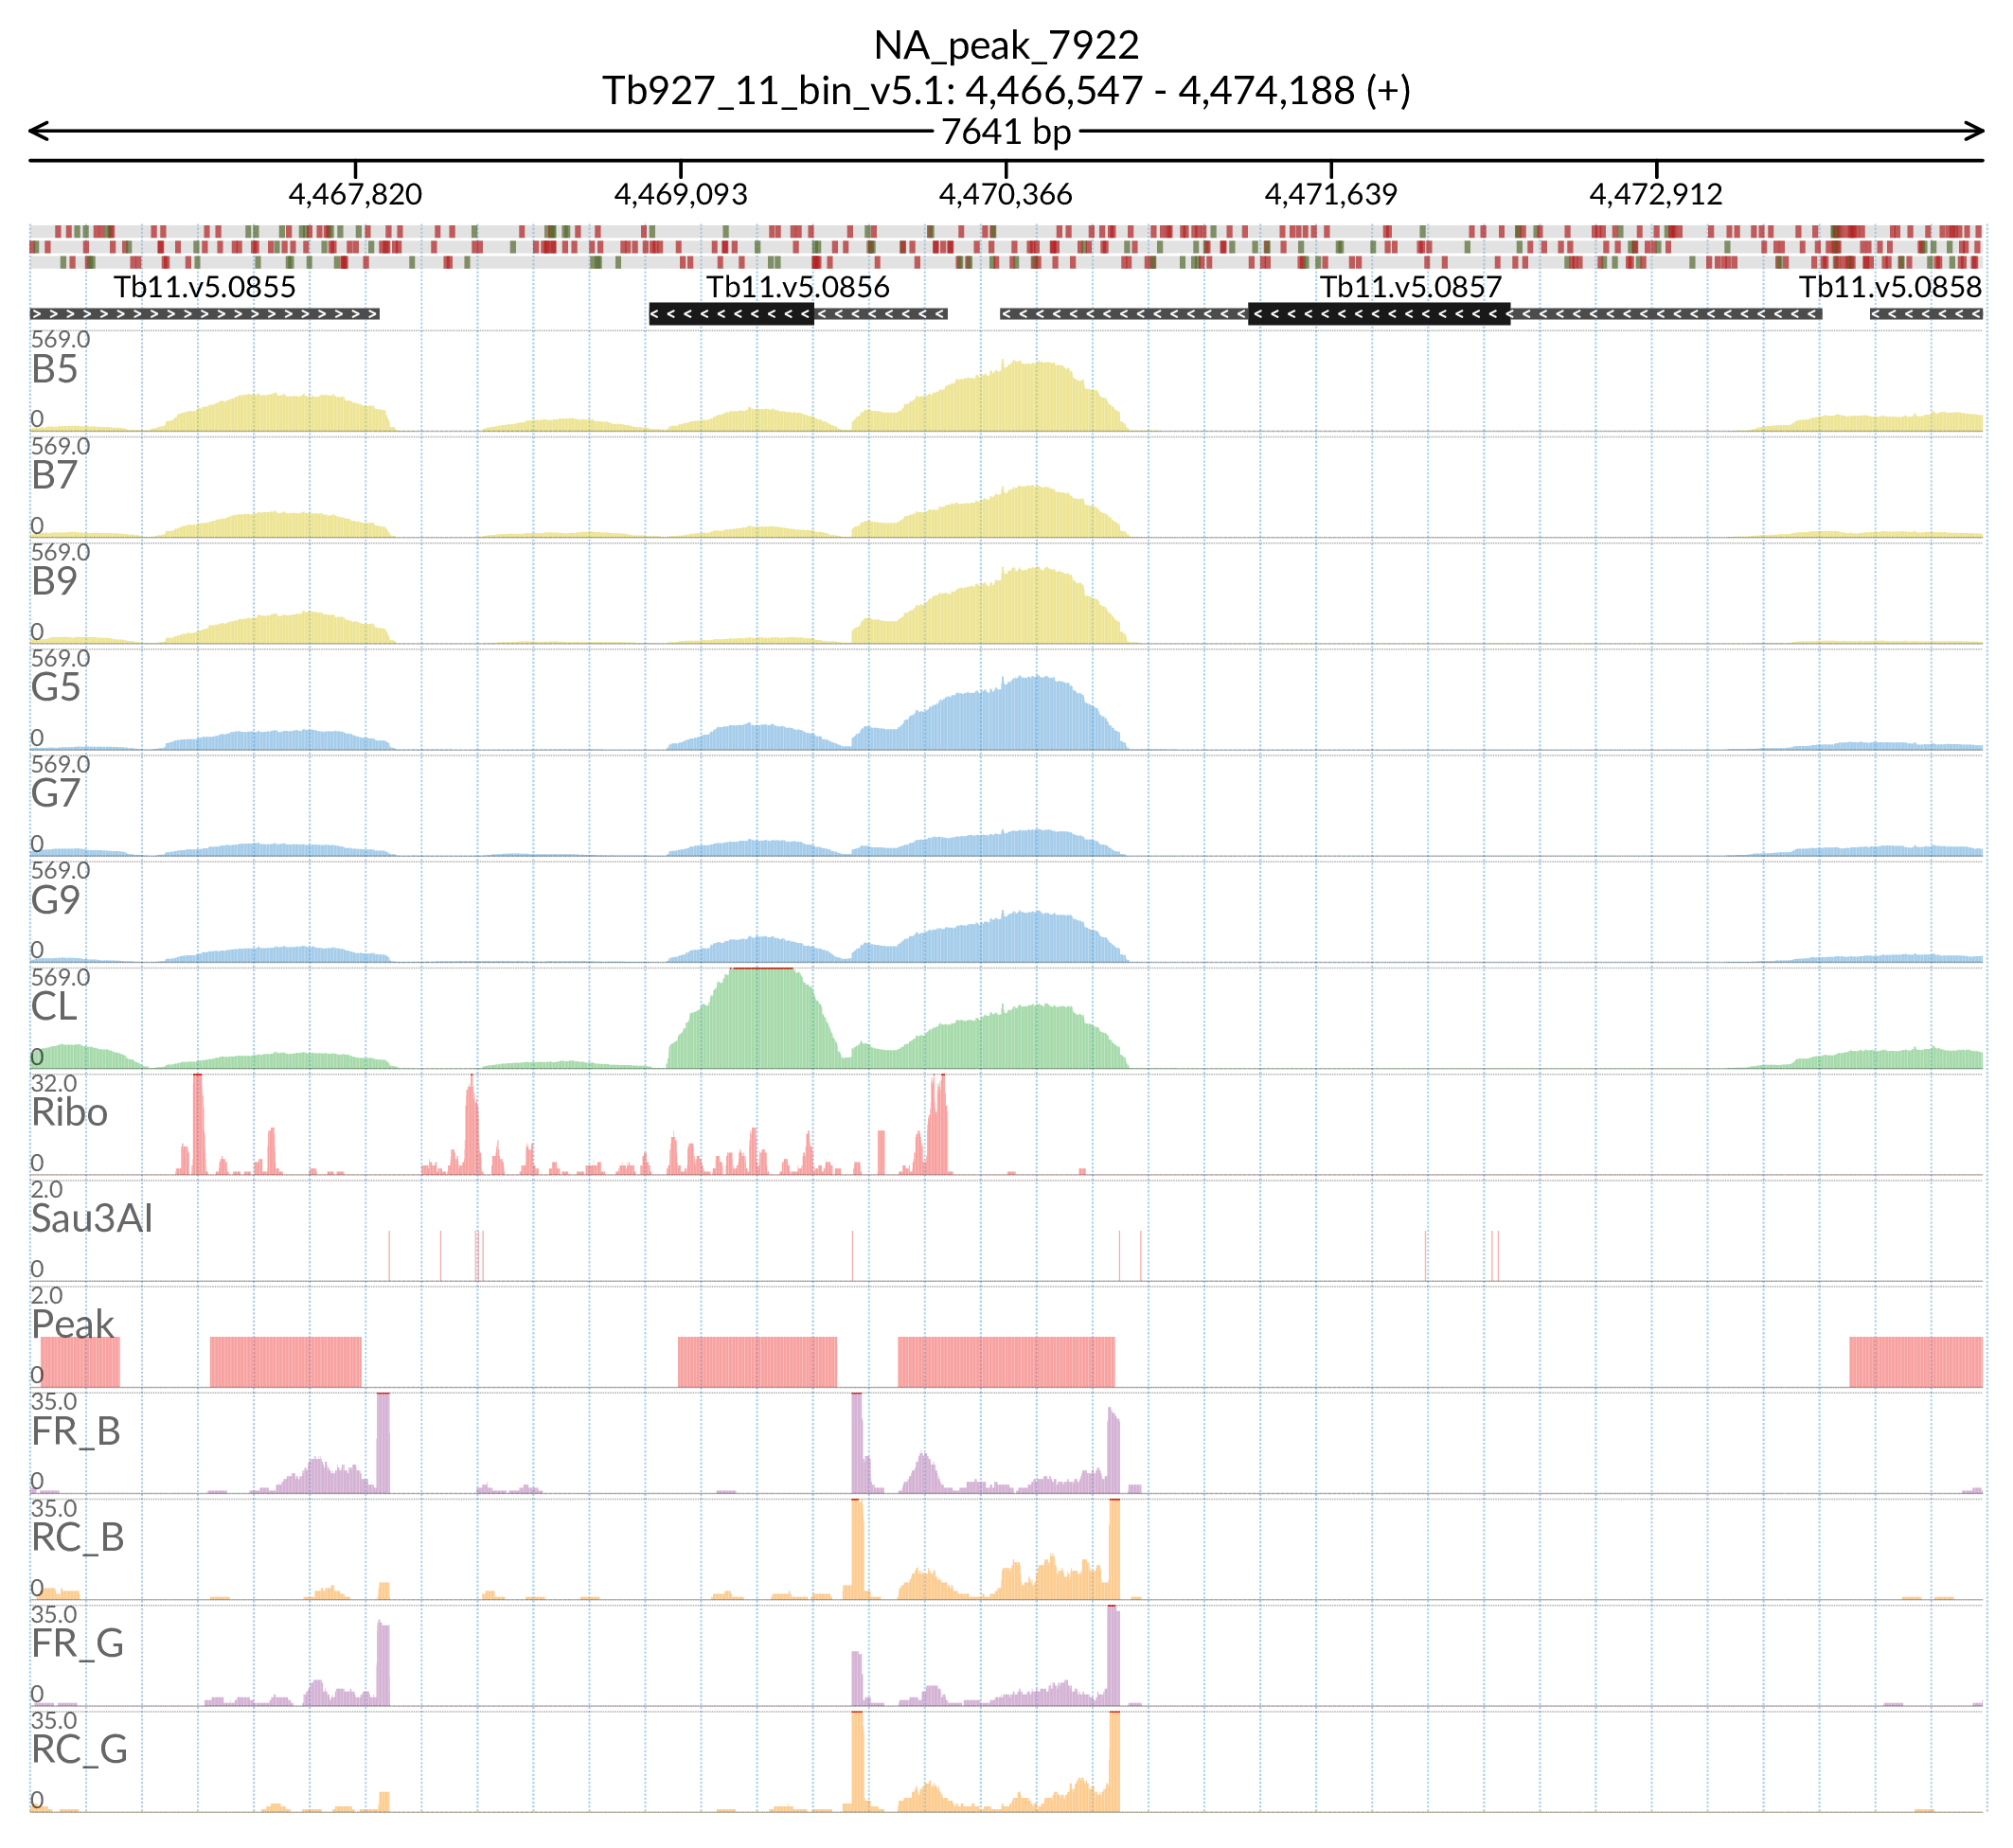 NA_peak_7922
Tb927_11_bin_v5.1: 4,466,547 - 4,474,188 (+)
7641 bp
4,467,820 4,469,093 4,470,366 4,471,639 4,472,912
Tb11.v5.0855 Tb11.v5.0856 Tb11.v5.0857 Tb11.v5.0858
569.0
B5
0
569.0
B7
0
569.0
B9
0
569.0
G5
0
569.0
G7
0
569.0
G9
0
569.0
CL
0
32.0
Ribo
0
2.0
Sau3AI
0
2.0
Peak
0
35.0
FR_B
0
35.0
RC_B
0
35.0
FR_G
0
35.0
RC_G
0